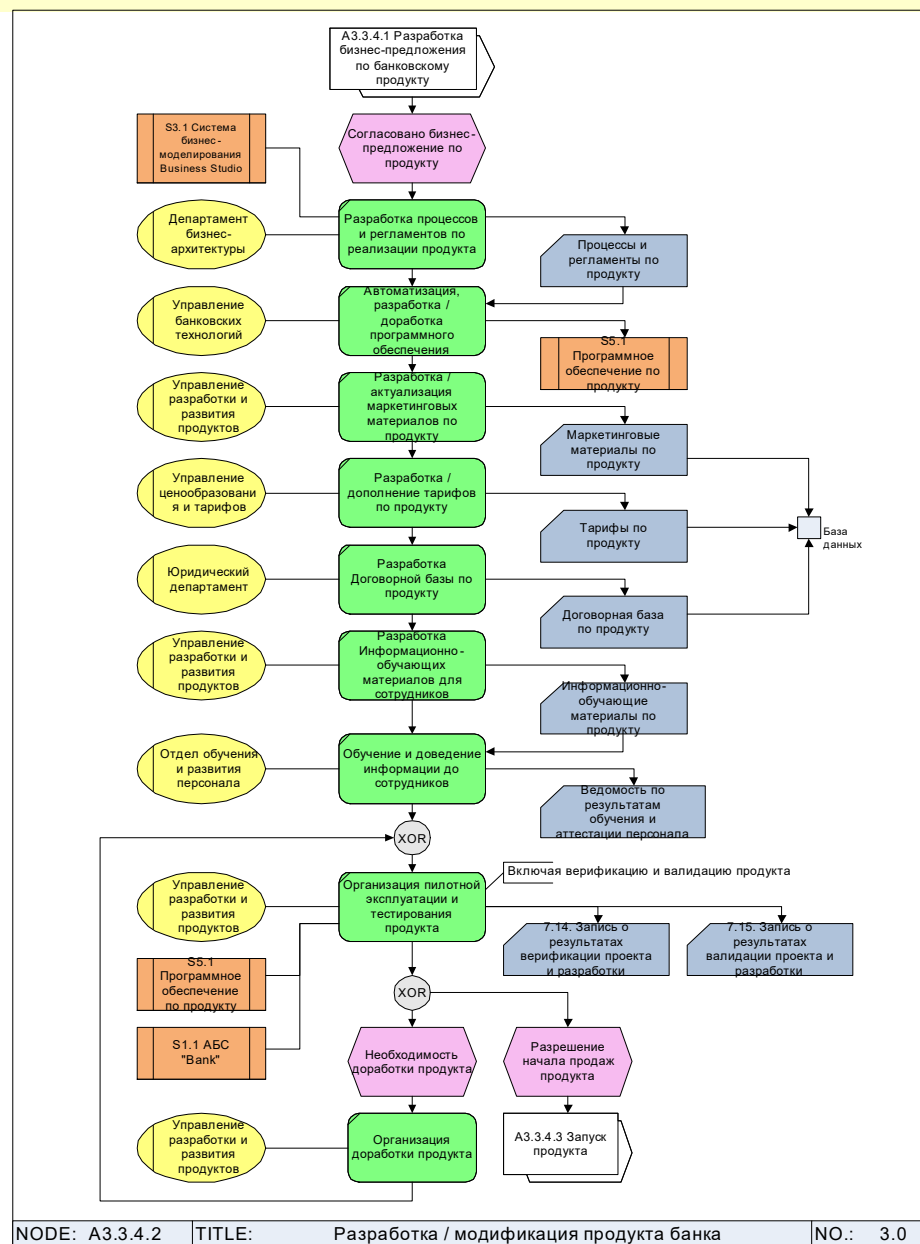 А3.3.4.1 Разработка
бизнес-предложения
по банковскому
продукту
S3.1 Система
бизнес-
моделирования
Business Studio
Согласовано бизнес-
предложение по
продукту
Департамент
бизнес-
архитектуры
Разработка процессов
и регламентов по
реализации продукта
Процессы и
регламенты по
продукту
Управление
банковских
технологий
Автоматизация,
разработка /
доработка
программного
обеспечения
S5.1
Программное
обеспечение по
продукту
Управление
разработки и
развития
продуктов
Разработка /
актуализация
маркетинговых
материалов по
продукту
Маркетинговые
материалы по
продукту
Управление
ценообразовани
я и тарифов
Разработка /
дополнение тарифов
по продукту
Тарифы по
продукту
База
данных
Юридический
департамент
Разработка
Договорной базы по
продукту
Договорная база
по продукту
Управление
разработки и
развития
продуктов
Разработка
Информационно-
обучающих
материалов для
сотрудников
Информационно-
обучающие
материалы по
продукту
Отдел обучения
и развития
персонала
Обучение и доведение
информации до
сотрудников
Ведомость по
результатам
обучения и
аттестации персонала
XOR
Включая верификацию и валидацию продукта
Управление
разработки и
развития
продуктов
Организация пилотной
эксплуатации и
тестирования
продукта
7.14. Запись о
результатах
верификации проекта
и разработки
7.15. Запись о
результатах
валидации проекта и
разработки
S5.1
Программное
обеспечение
по продукту
XOR
S1.1 АБС
"Bank"
Необходимость
доработки продукта
Разрешение
начала продаж
продукта
Управление
разработки и
развития
продуктов
Организация
доработки продукта
А3.3.4.3 Запуск
продукта
NODE: А3.3.4.2 TITLE: Разработка / модификация продукта банка NO.: 3.0